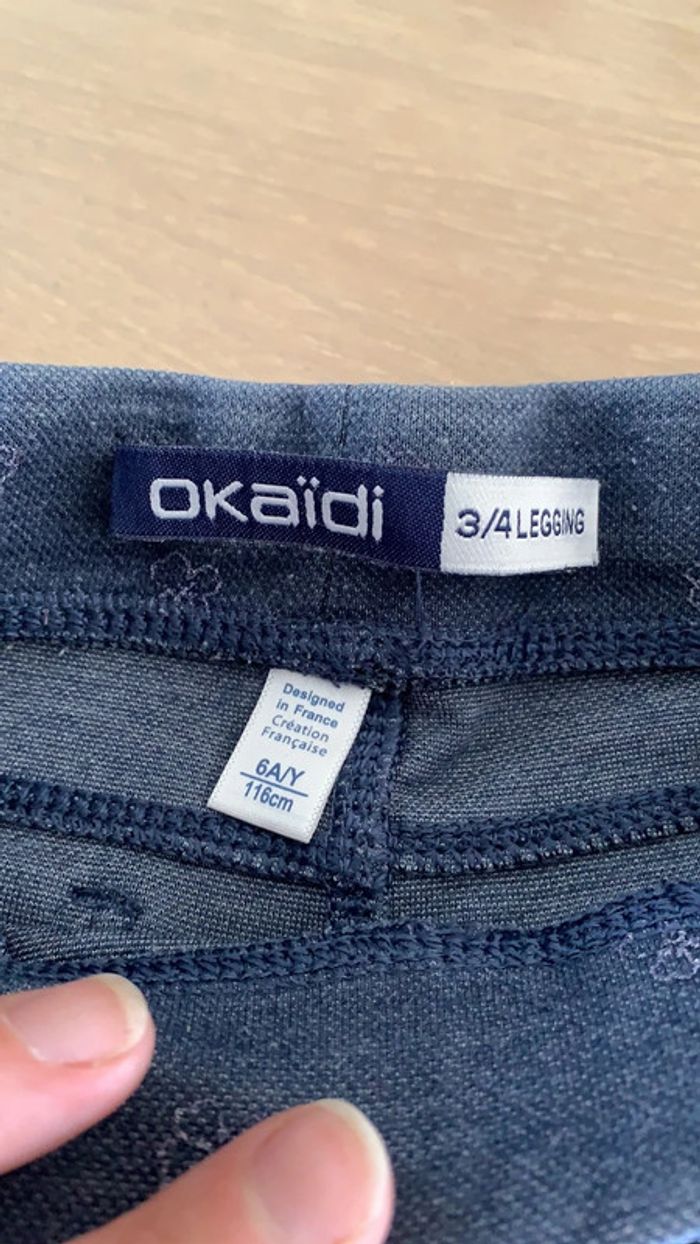 okaïdi
3/4 LEGGING
Designed
in France
Création
Française
6A/Y
116cm